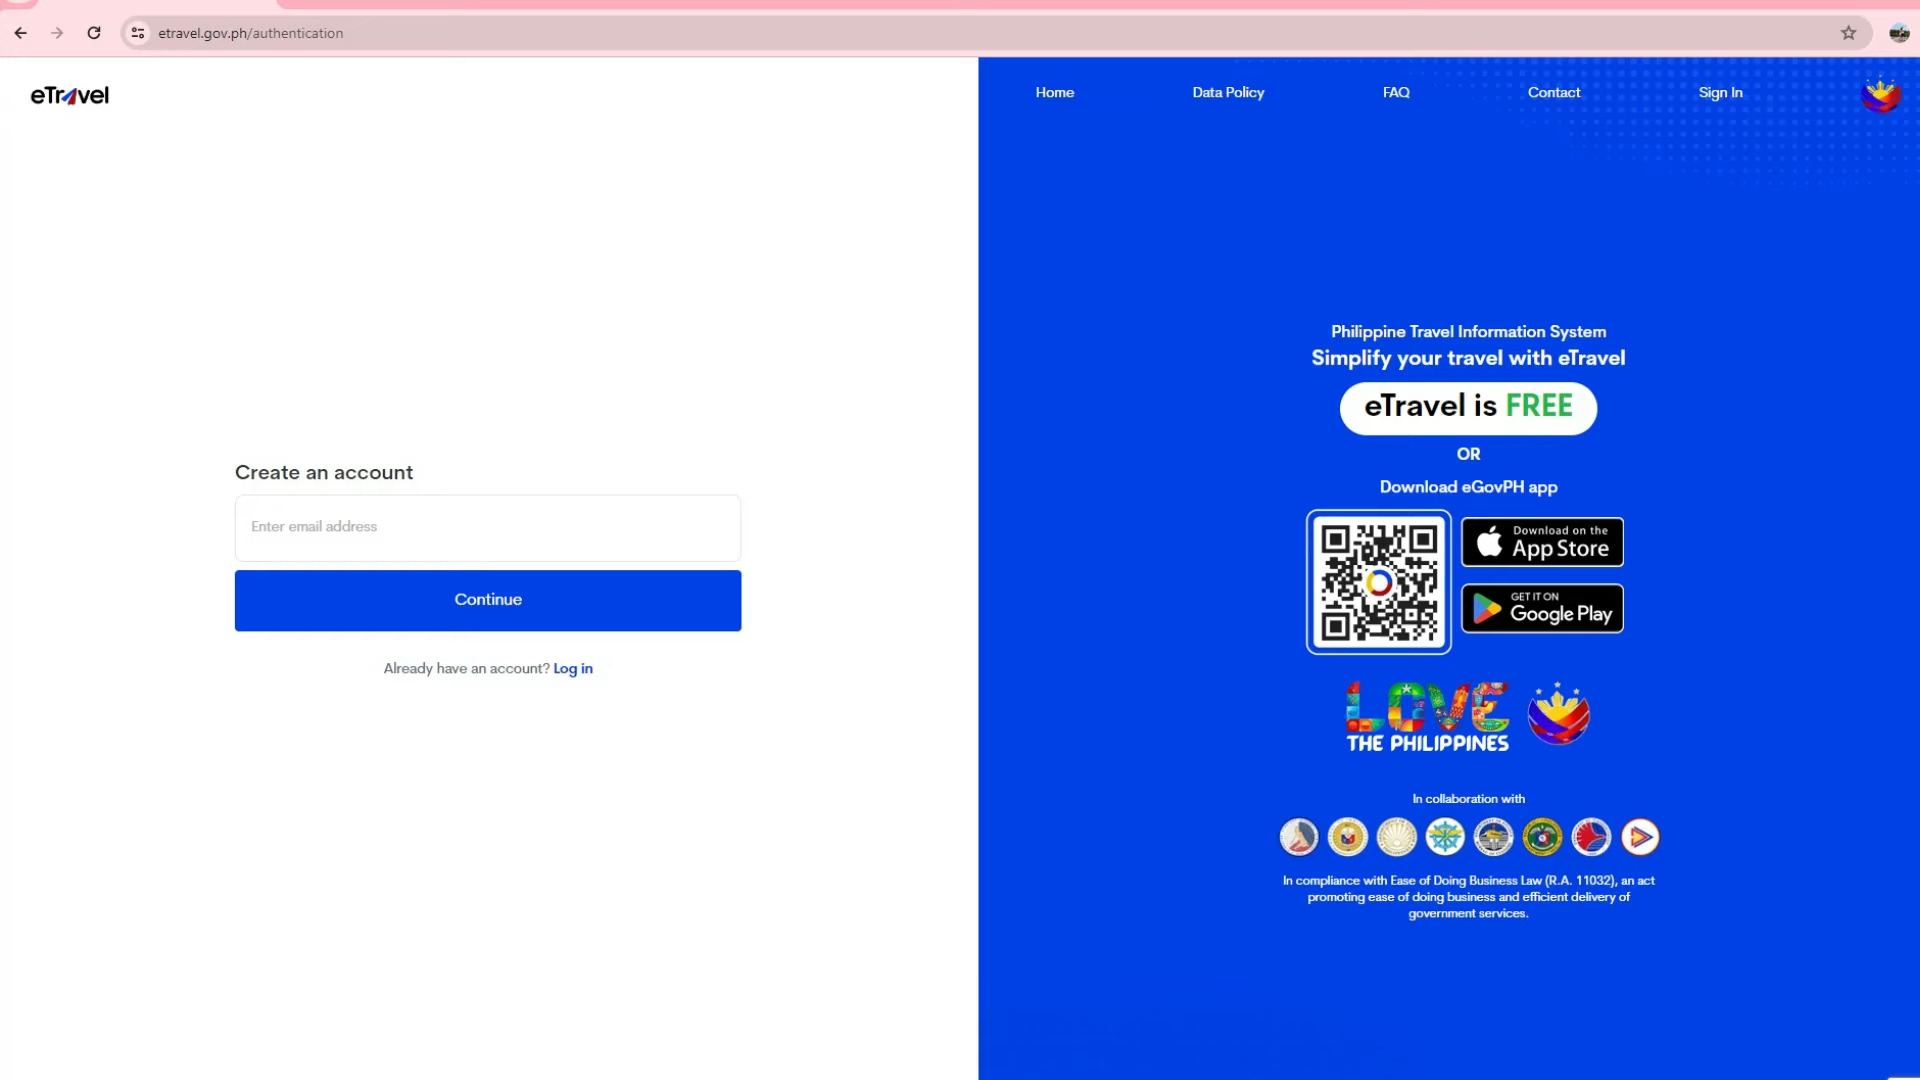 etravel.gov.ph/authentication
eTravel
Home
Data Policy
FAQ
Contact
Sign In
Create an account
Enter email address
Continue
Already have an account? Log in
Philippine Travel Information System
Simplify your travel with eTravel
eTravel is FREE
OR
Download eGovPH app
Download on the
App Store
GET IT ON
Google Play
LOVE
THE PHILIPPINES
In collaboration with
In compliance with Ease of Doing Business Law (R.A. 11032), an act
promoting ease of doing business and efficient delivery of
government services.